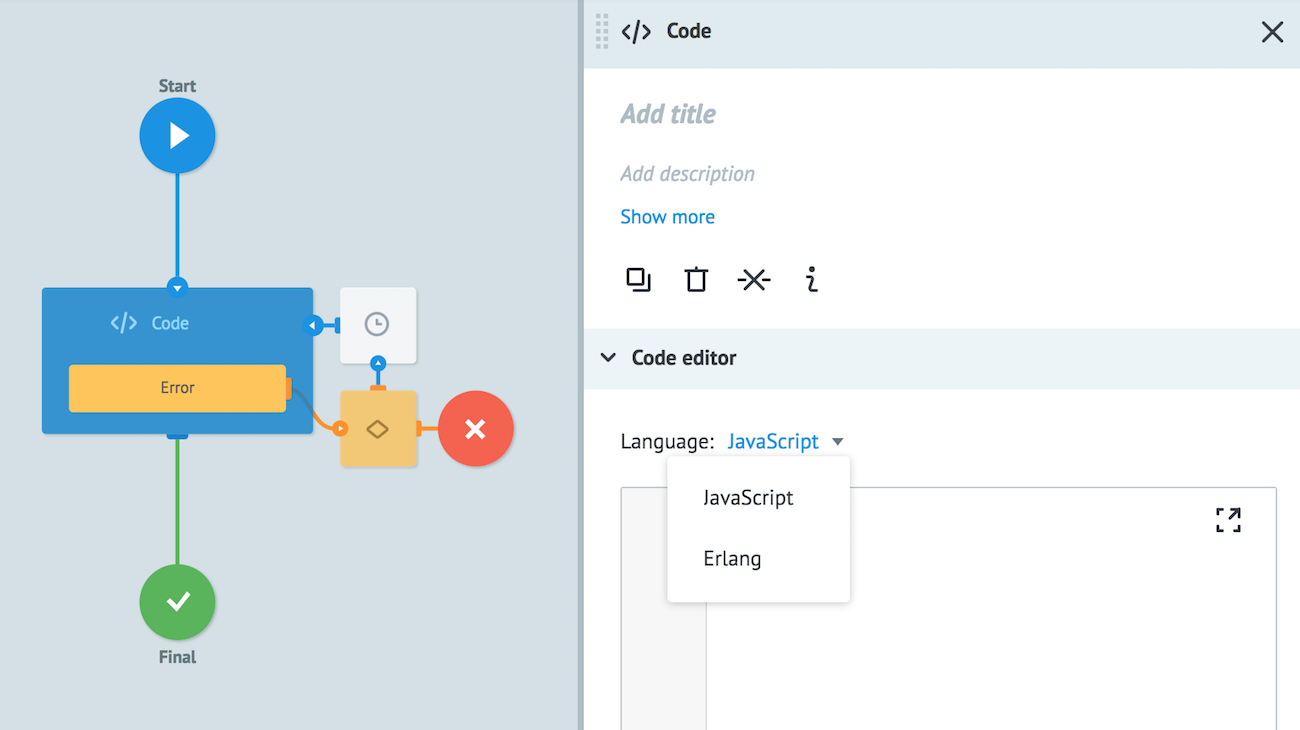 Start
Code
Error
Final
Code
Add title
Add description
Show more
Code editor
Language: JavaScript
JavaScript
Erlang